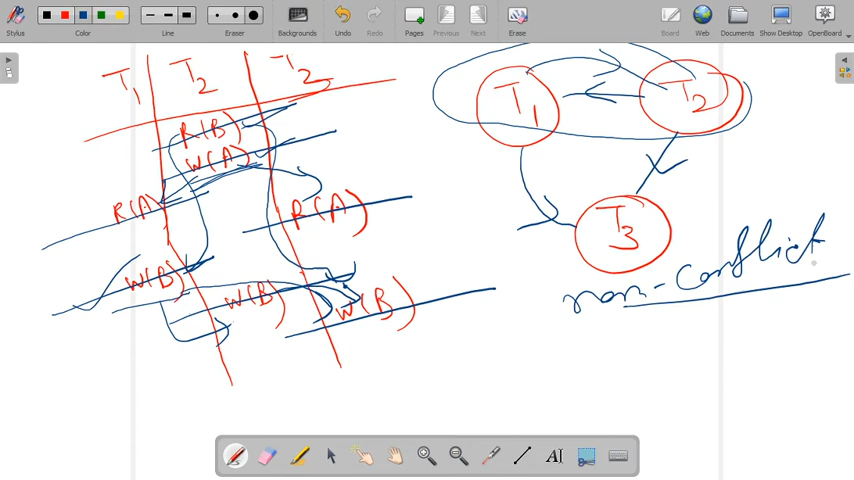 Stylus Color Line Eraser Backgrounds Undo Redo Pages Previous Next Erase Board Web Documents Show Desktop OpenBoard
T1 T2 T3
T1 T2
R(B)
W(A)
R(A) R(A)
T3
W(B)
W(B) W(B)
non-conflict